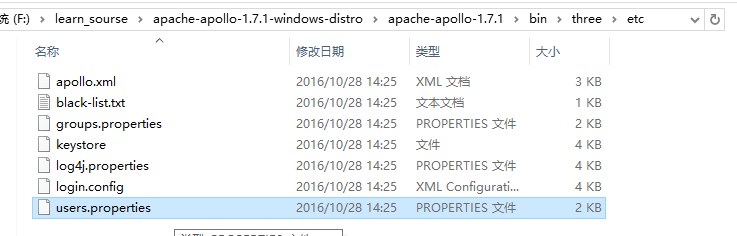 统 (F:) › learn_sourse › apache-apollo-1.7.1-windows-distro › apache-apollo-1.7.1 › bin › three › etc
名称 修改日期 类型 大小
apollo.xml 2016/10/28 14:25 XML 文档 3 KB
black-list.txt 2016/10/28 14:25 文本文档 1 KB
groups.properties 2016/10/28 14:25 PROPERTIES 文件 2 KB
keystore 2016/10/28 14:25 文件 4 KB
log4j.properties 2016/10/28 14:25 PROPERTIES 文件 4 KB
login.config 2016/10/28 14:25 XML Configurati... 4 KB
users.properties 2016/10/28 14:25 PROPERTIES 文件 2 KB